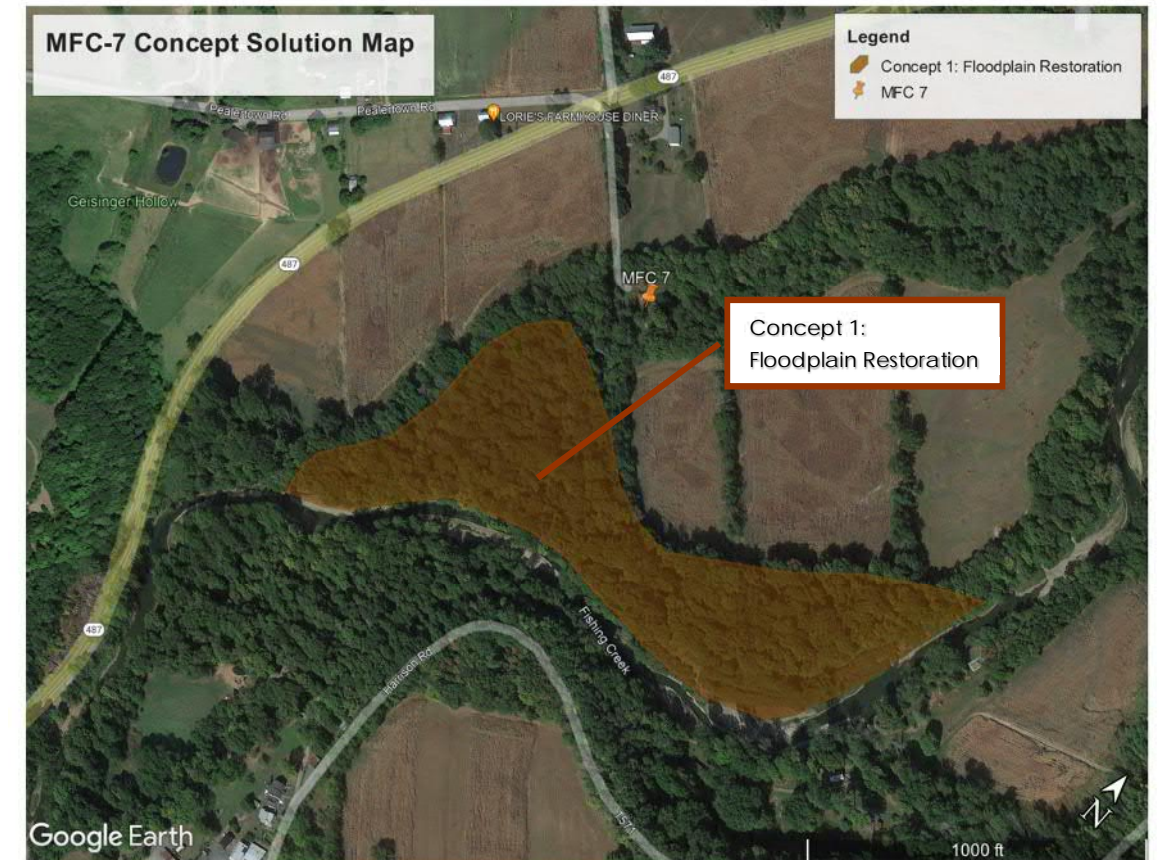 MFC-7 Concept Solution Map
Legend
Concept 1: Floodplain Restoration
MFC 7
487
Pealertown Rd
Pealertown Rd
LORIE'S FARMHOUSE DINER
Geisinger Hollow
487
MFC 7
Concept 1:
Floodplain Restoration
Fishing Creek
487
Harrison Rd
N
Google Earth
1000 ft